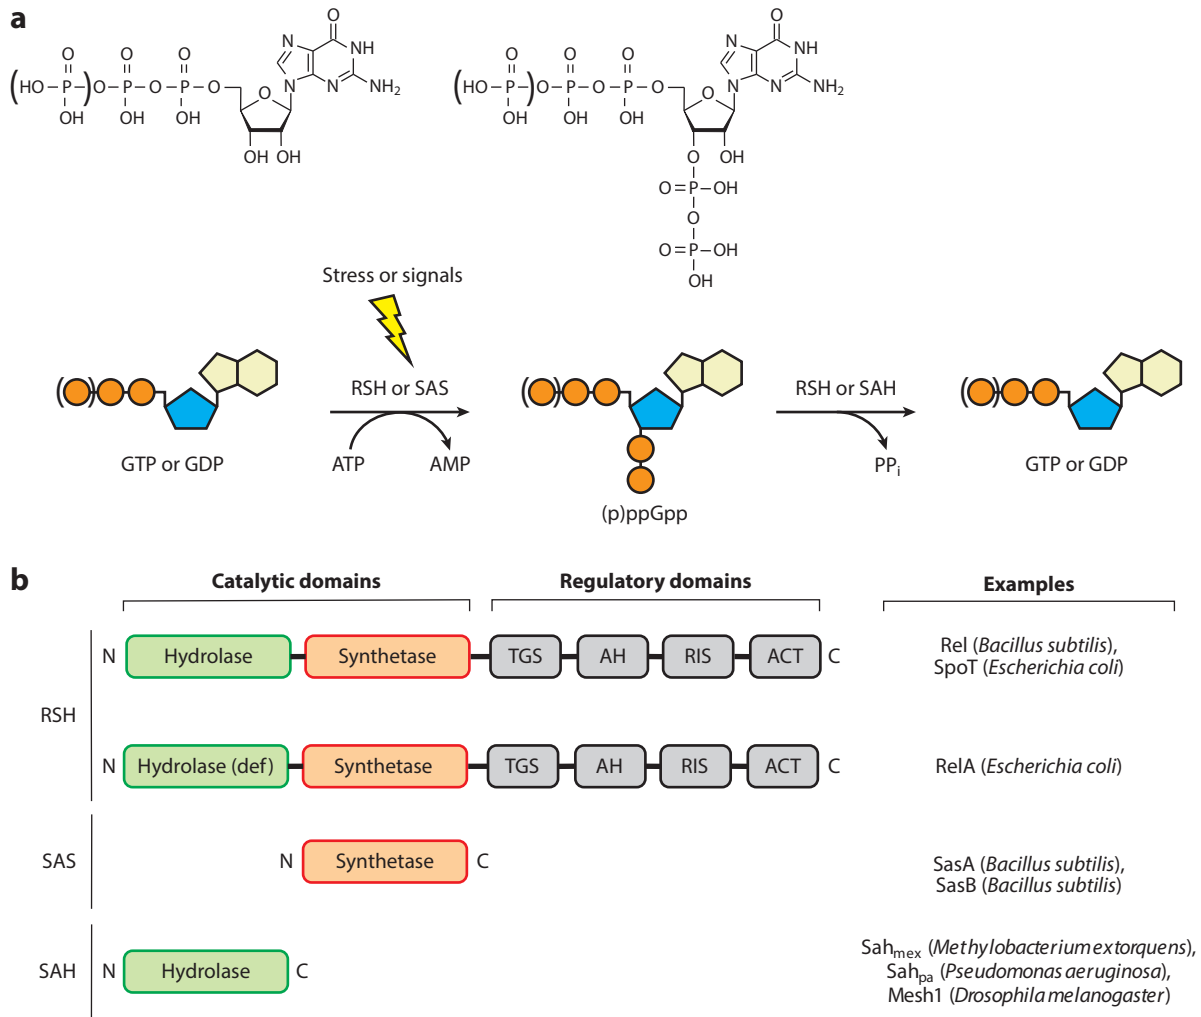 a
O
N
NH
N
N
NH₂
O
O
O
(HO–P)–O–P–O–P–O
OH
OH
OH
O
OH OH
O
N
NH
N
N
NH₂
O
O
O
(HO–P)–O–P–O–P–O
OH
OH
OH
O
O
OH
O=P–OH
O
O=P–OH
OH
Stress or signals
RSH or SAS
RSH or SAH
( )
( )
( )
GTP or GDP
ATP
AMP
(p)ppGpp
PPᵢ
GTP or GDP
b
Catalytic domains
Regulatory domains
Examples
RSH
N Hydrolase Synthetase TGS AH RIS ACT C
Rel (Bacillus subtilis),
SpoT (Escherichia coli)
N Hydrolase (def) Synthetase TGS AH RIS ACT C
RelA (Escherichia coli)
SAS
N Synthetase C
SasA (Bacillus subtilis),
SasB (Bacillus subtilis)
SAH
N Hydrolase C
Sahmex (Methylobacterium extorquens),
Sahpa (Pseudomonas aeruginosa),
Mesh1 (Drosophila melanogaster)